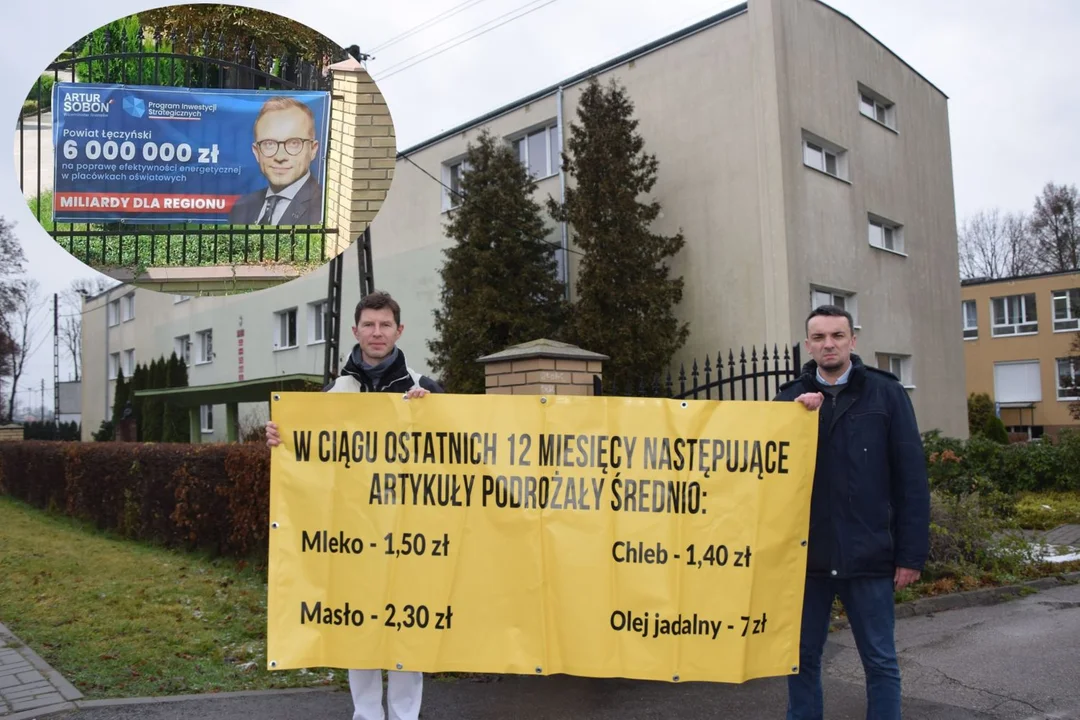 ARTUR
SOBOŃ
Program Inwestycji
Strategicznych
Powiat Łęczyński
6 000 000 zł
na poprawę efektywności energetycznej
w placówkach oświatowych
MILIARDY DLA REGIONU
W CIĄGU OSTATNICH 12 MIESIĘCY NASTĘPUJĄCE
ARTYKUŁY PODROŻAŁY ŚREDNIO:
Mleko - 1,50 zł
Chleb - 1,40 zł
Masło - 2,30 zł
Olej jadalny - 7 zł